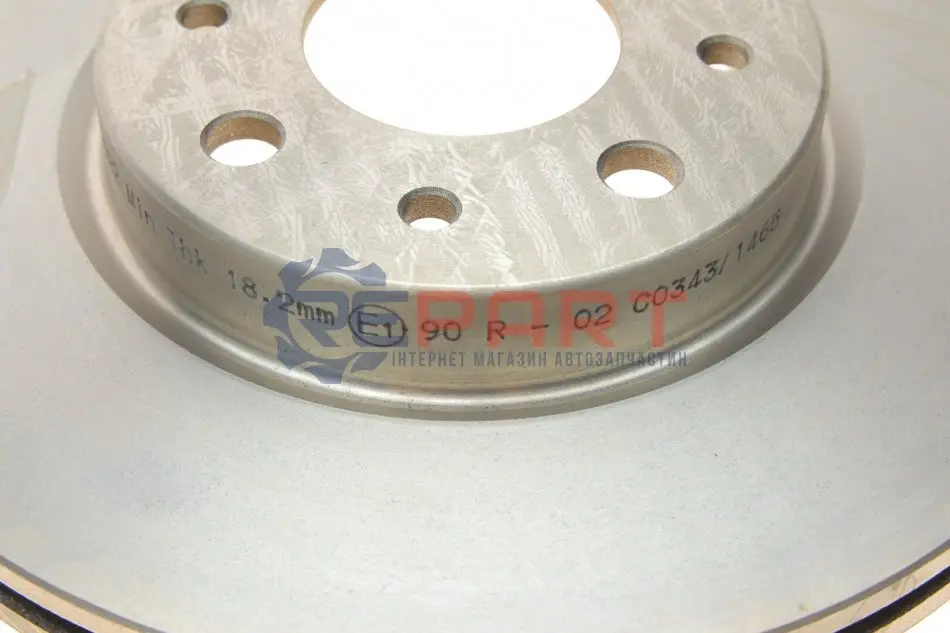 Min Thk 18.2mm E1 90 R - 02 C0343/1465
PART
ІНТЕРНЕТ МАГАЗИН АВТОЗАПЧАСТИН